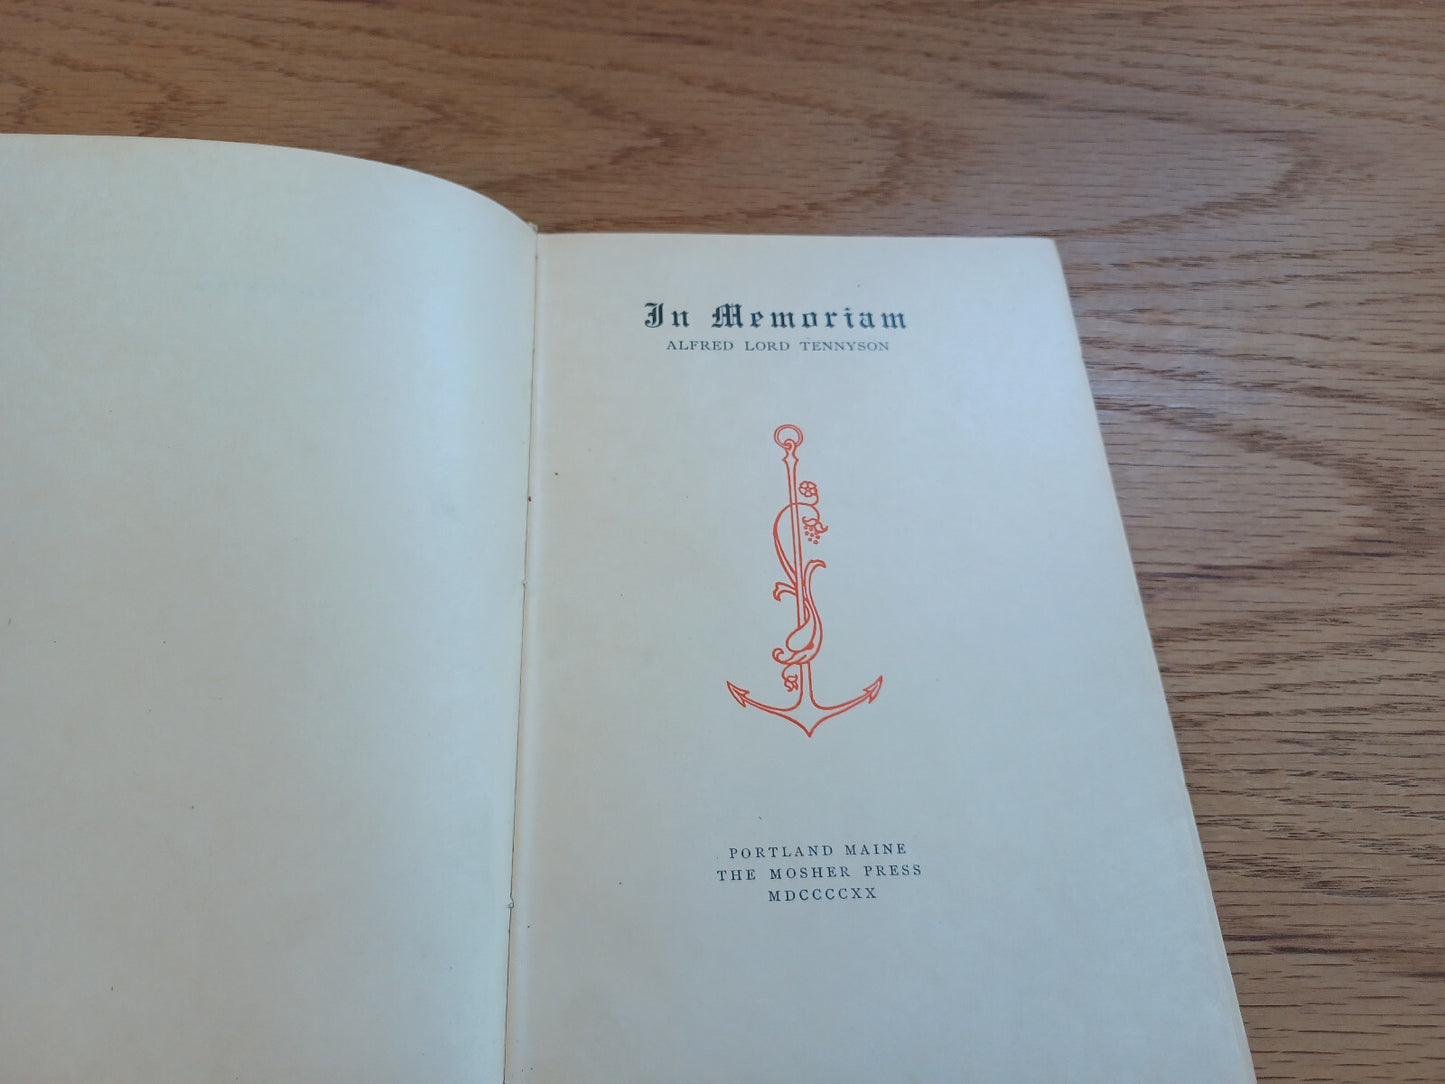 In Memoriam
ALFRED LORD TENNYSON
PORTLAND MAINE
THE MOSHER PRESS
MDCCCCXX